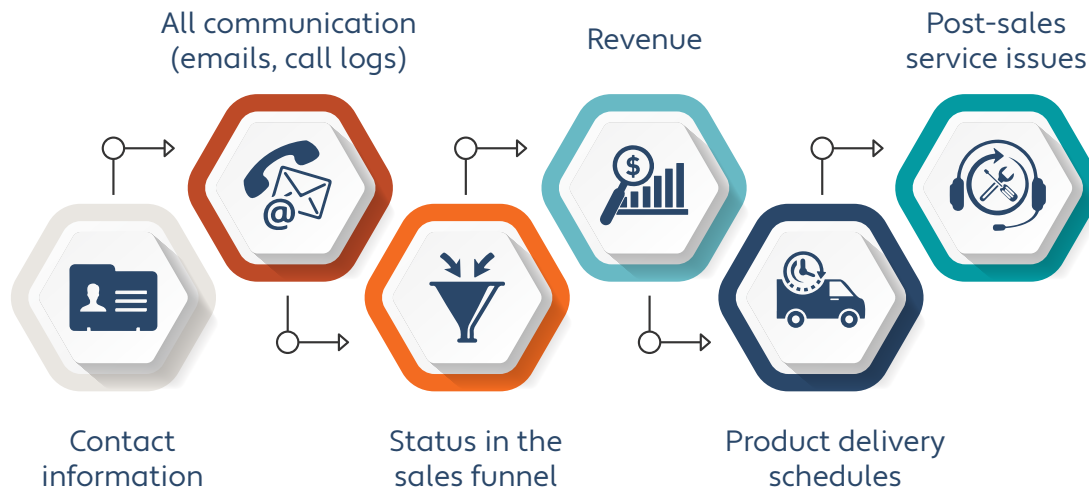 All communication
(emails, call logs)
Revenue
Post-sales
service issues
$
@
Contact
information
Status in the
sales funnel
Product delivery
schedules